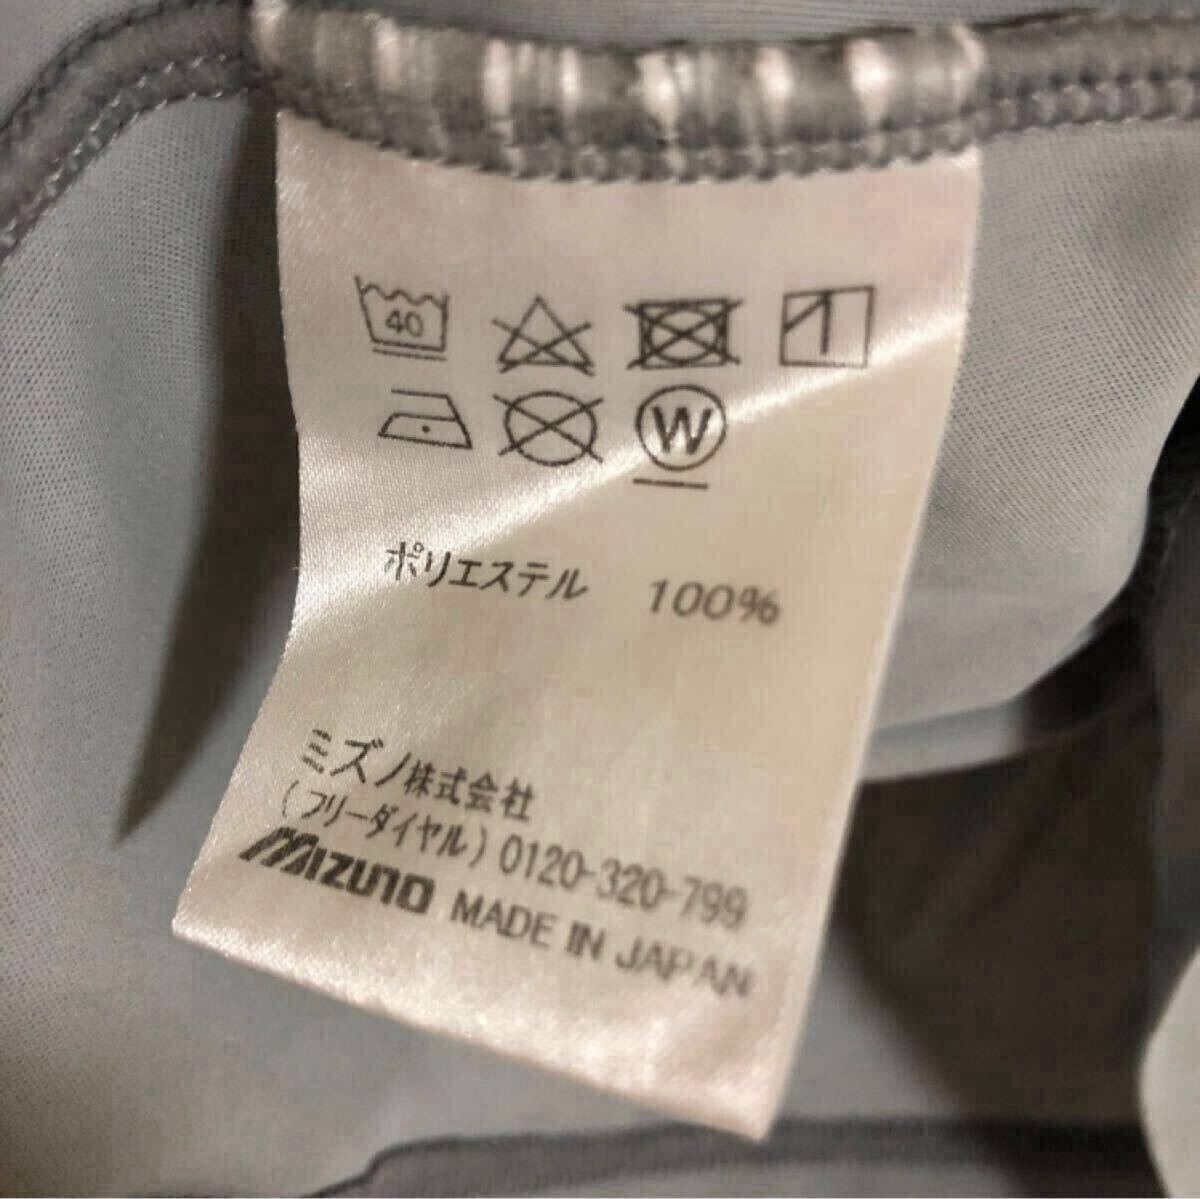 40
W
ポリエステル 100%
ミズノ株式会社
(フリーダイヤル) 0120-320-799
MIZUNO MADE IN JAPAN